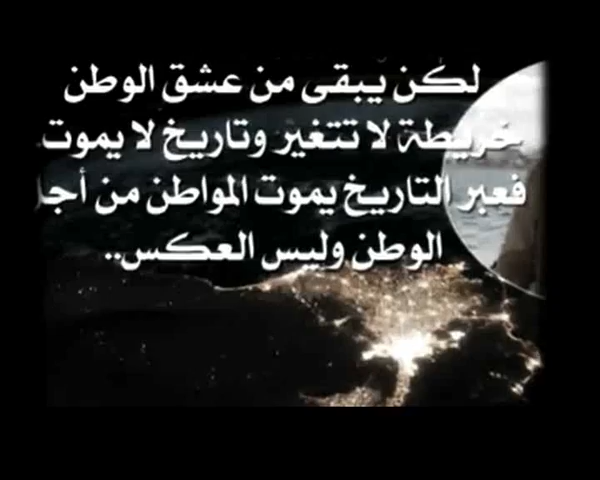 لكن يبقى من عشق الوطن
خريطة لا تتغير وتاريخ لا يموت
فعبر التاريخ يموت المواطن من أجل
الوطن وليس العكس..